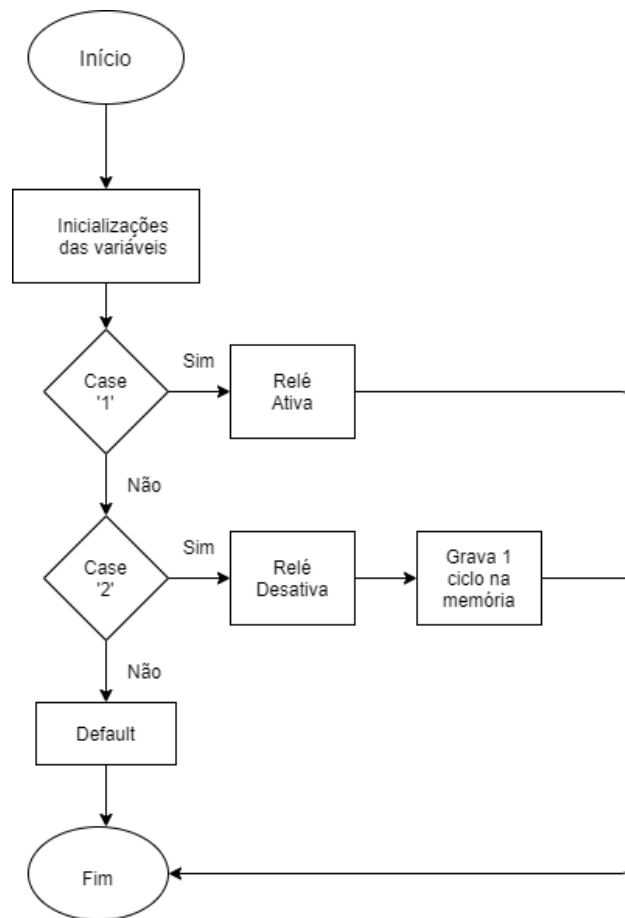 Início
Inicializações
das variáveis
Case
'1'
Sim
Relé
Ativa
Não
Case
'2'
Sim
Relé
Desativa
Grava 1
ciclo na
memória
Não
Default
Fim